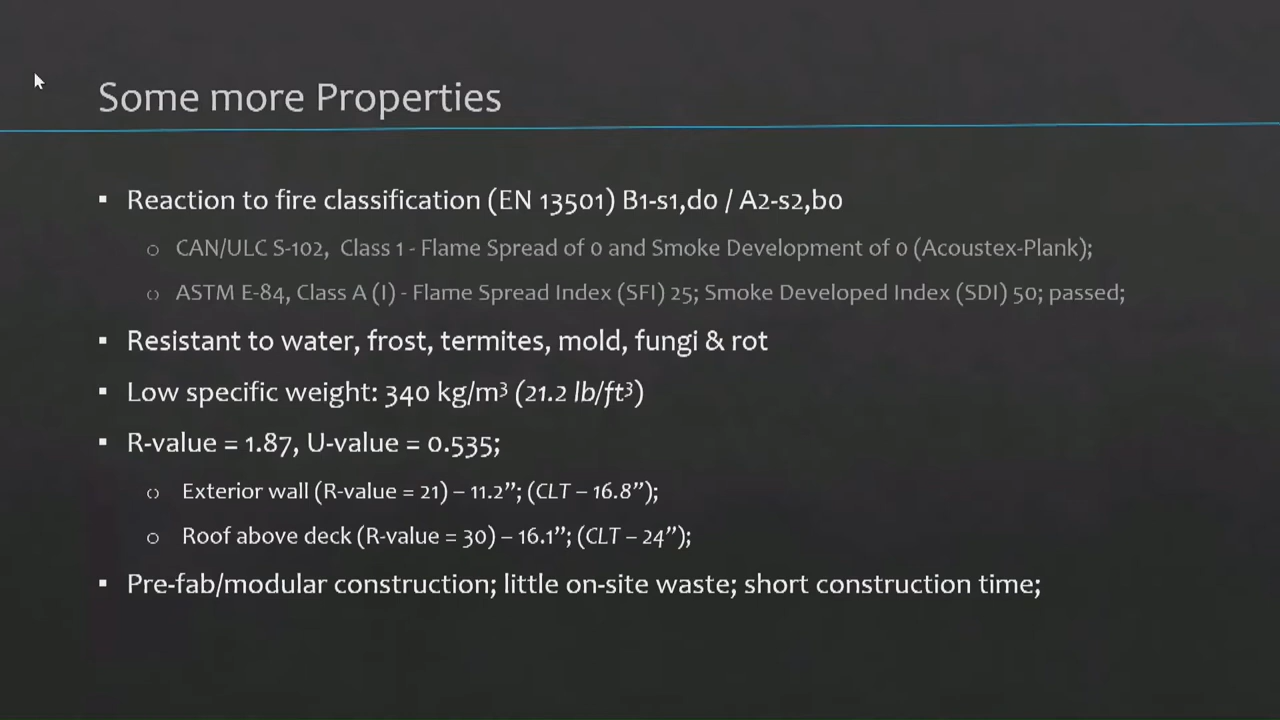 Some more Properties
▪ Reaction to fire classification (EN 13501) B1-s1,d0 / A2-s2,b0
o CAN/ULC S-102, Class 1 - Flame Spread of 0 and Smoke Development of 0 (Acoustex-Plank);
o ASTM E-84, Class A (I) - Flame Spread Index (SFI) 25; Smoke Developed Index (SDI) 50; passed;
▪ Resistant to water, frost, termites, mold, fungi & rot
▪ Low specific weight: 340 kg/m³ (21.2 lb/ft³)
▪ R-value = 1.87, U-value = 0.535;
o Exterior wall (R-value = 21) – 11.2”; (CLT – 16.8”);
o Roof above deck (R-value = 30) – 16.1”; (CLT – 24”);
▪ Pre-fab/modular construction; little on-site waste; short construction time;